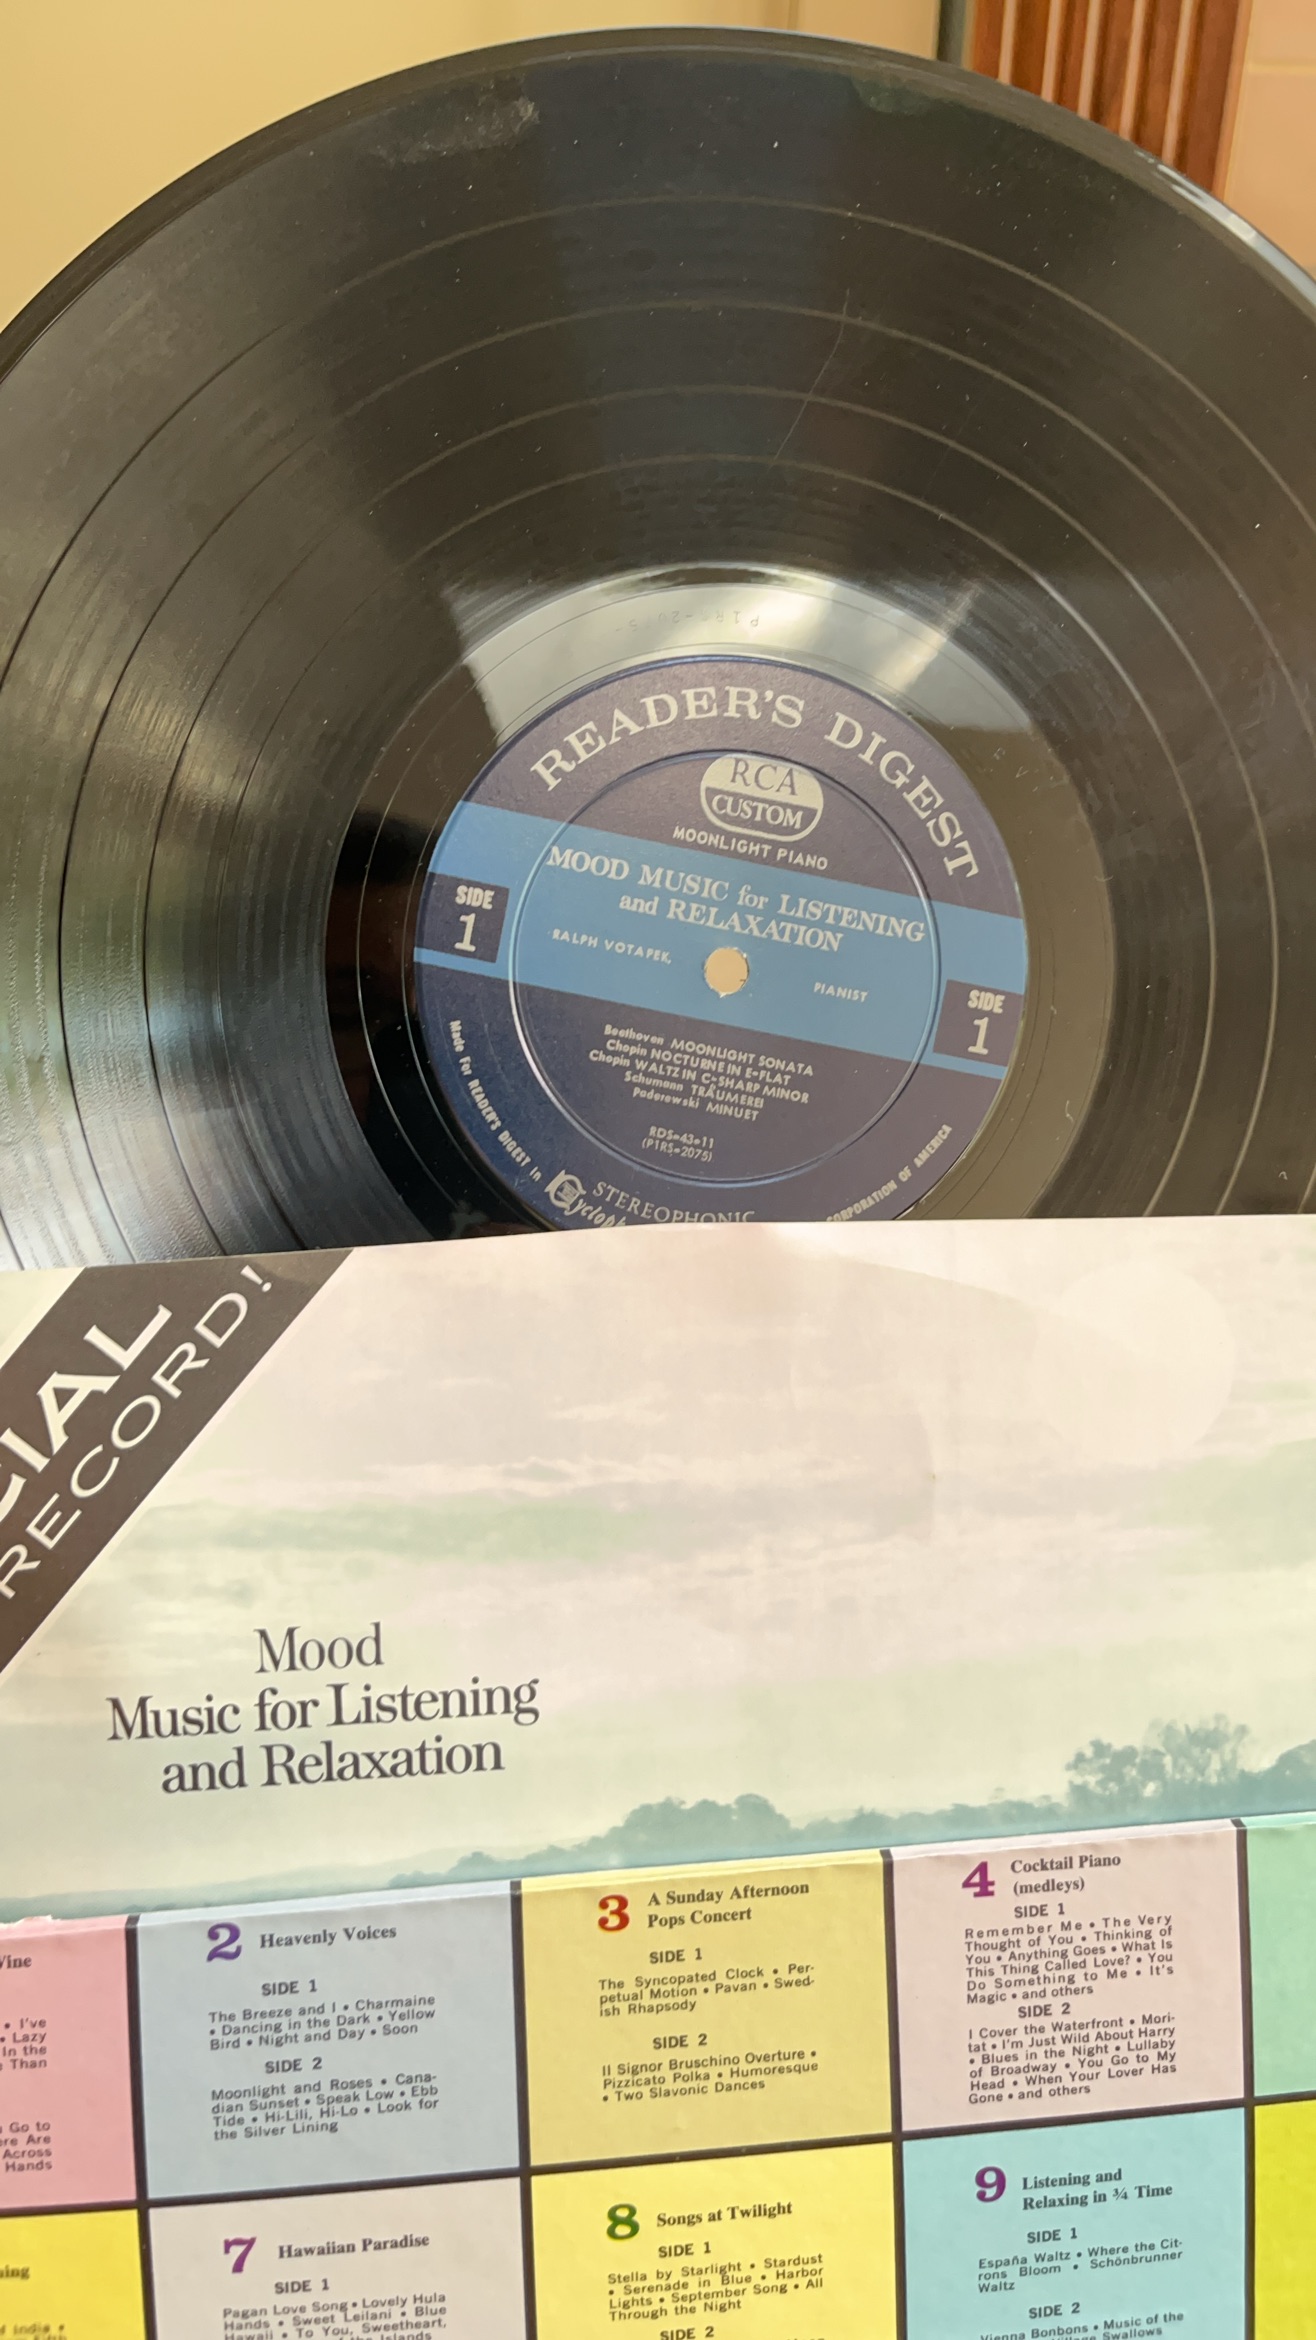 READER'S DIGEST
RCA
CUSTOM
MOONLIGHT PIANO
MOOD MUSIC for LISTENING
and RELAXATION
SIDE
1
RALPH VOTAPEK,
PIANIST
SIDE
1
Beethoven MOONLIGHT SONATA
Chopin NOCTURNE IN E-FLAT
Chopin WALTZ IN C-SHARP MINOR
Schumann TRÄUMEREI
Paderewski MINUET
RDS-43-11
(P1RS-2075)
STEREOPHONIC
Made For READER'S DIGEST in
CORPORATION OF AMERICA
RECORD!
Mood
Music for Listening
and Relaxation
• I've
• Lazy
In the
Than
Go to
Are
Across
Hands
2 Heavenly Voices
SIDE 1
The Breeze and I • Charmaine
• Dancing in the Dark • Yellow
Bird • Night and Day • Soon
SIDE 2
Moonlight and Roses • Cana-
dian Sunset • Speak Low • Ebb
Tide • Hi-Lili, Hi-Lo • Look for
the Silver Lining
3 A Sunday Afternoon
Pops Concert
SIDE 1
The Syncopated Clock • Per-
petual Motion • Pavan • Swed-
ish Rhapsody
SIDE 2
Il Signor Bruschino Overture •
Pizzicato Polka • Humoresque
• Two Slavonic Dances
4 Cocktail Piano
(medleys)
SIDE 1
Remember Me • The Very
Thought of You • Thinking of
You • Anything Goes • What Is
This Thing Called Love? • You
Do Something to Me • It's
Magic • and others
SIDE 2
I Cover the Waterfront • Mori-
tat • I'm Just Wild About Harry
• Blues in the Night • Lullaby
of Broadway • You Go to My
Head • When Your Lover Has
Gone • and others
7 Hawaiian Paradise
SIDE 1
Pagan Love Song • Lovely Hula
Hands • Sweet Leilani • Blue
Hawaii • To You, Sweetheart,
8 Songs at Twilight
SIDE 1
Stella by Starlight • Stardust
• Serenade in Blue • Harbor
Lights • September Song • All
Through the Night
SIDE 2
9 Listening and
Relaxing in ¾ Time
SIDE 1
España Waltz • Where the Cit-
rons Bloom • Schönbrunner
Waltz
SIDE 2
Vienna Bonbons • Music of the
Swallows